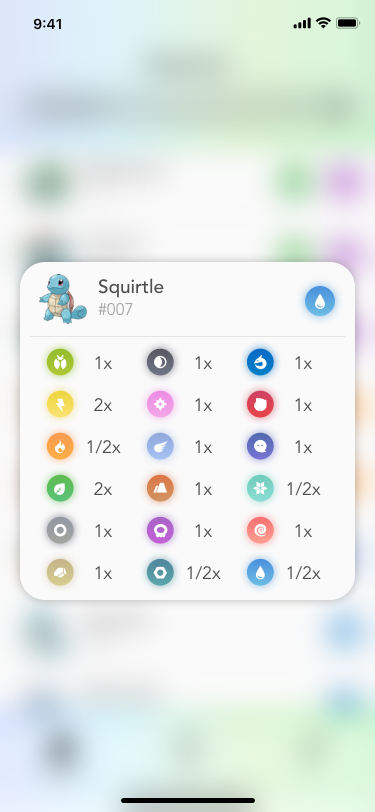 9:41
Squirtle
#007
1x 1x 1x
2x 1x 1x
1/2x 1x 1x
2x 1x 1/2x
1x 1x 1x
1x 1/2x 1/2x